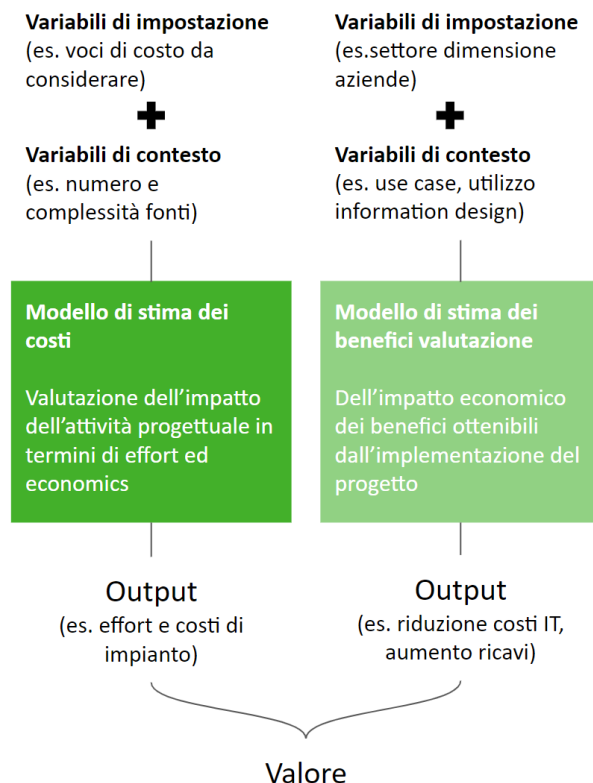 Variabili di impostazione
(es. voci di costo da
considerare)
Variabili di contesto
(es. numero e
complessità fonti)
Modello di stima dei
costi
Valutazione dell'impatto
dell'attività progettuale in
termini di effort ed
economics
Output
(es. effort e costi di
impianto)
Variabili di impostazione
(es.settore dimensione
aziende)
Variabili di contesto
(es. use case, utilizzo
information design)
Modello di stima dei
benefici valutazione
Dell'impatto economico
dei benefici ottenibili
dall'implementazione del
progetto
Output
(es. riduzione costi IT,
aumento ricavi)
Valore